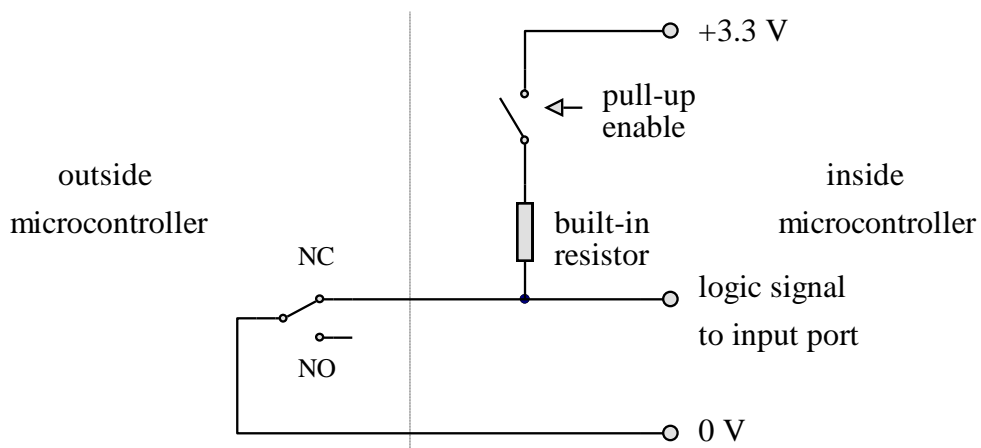 +3.3 V
pull-up
enable
outside
microcontroller
inside
microcontroller
built-in
resistor
NC
logic signal
to input port
NO
0 V